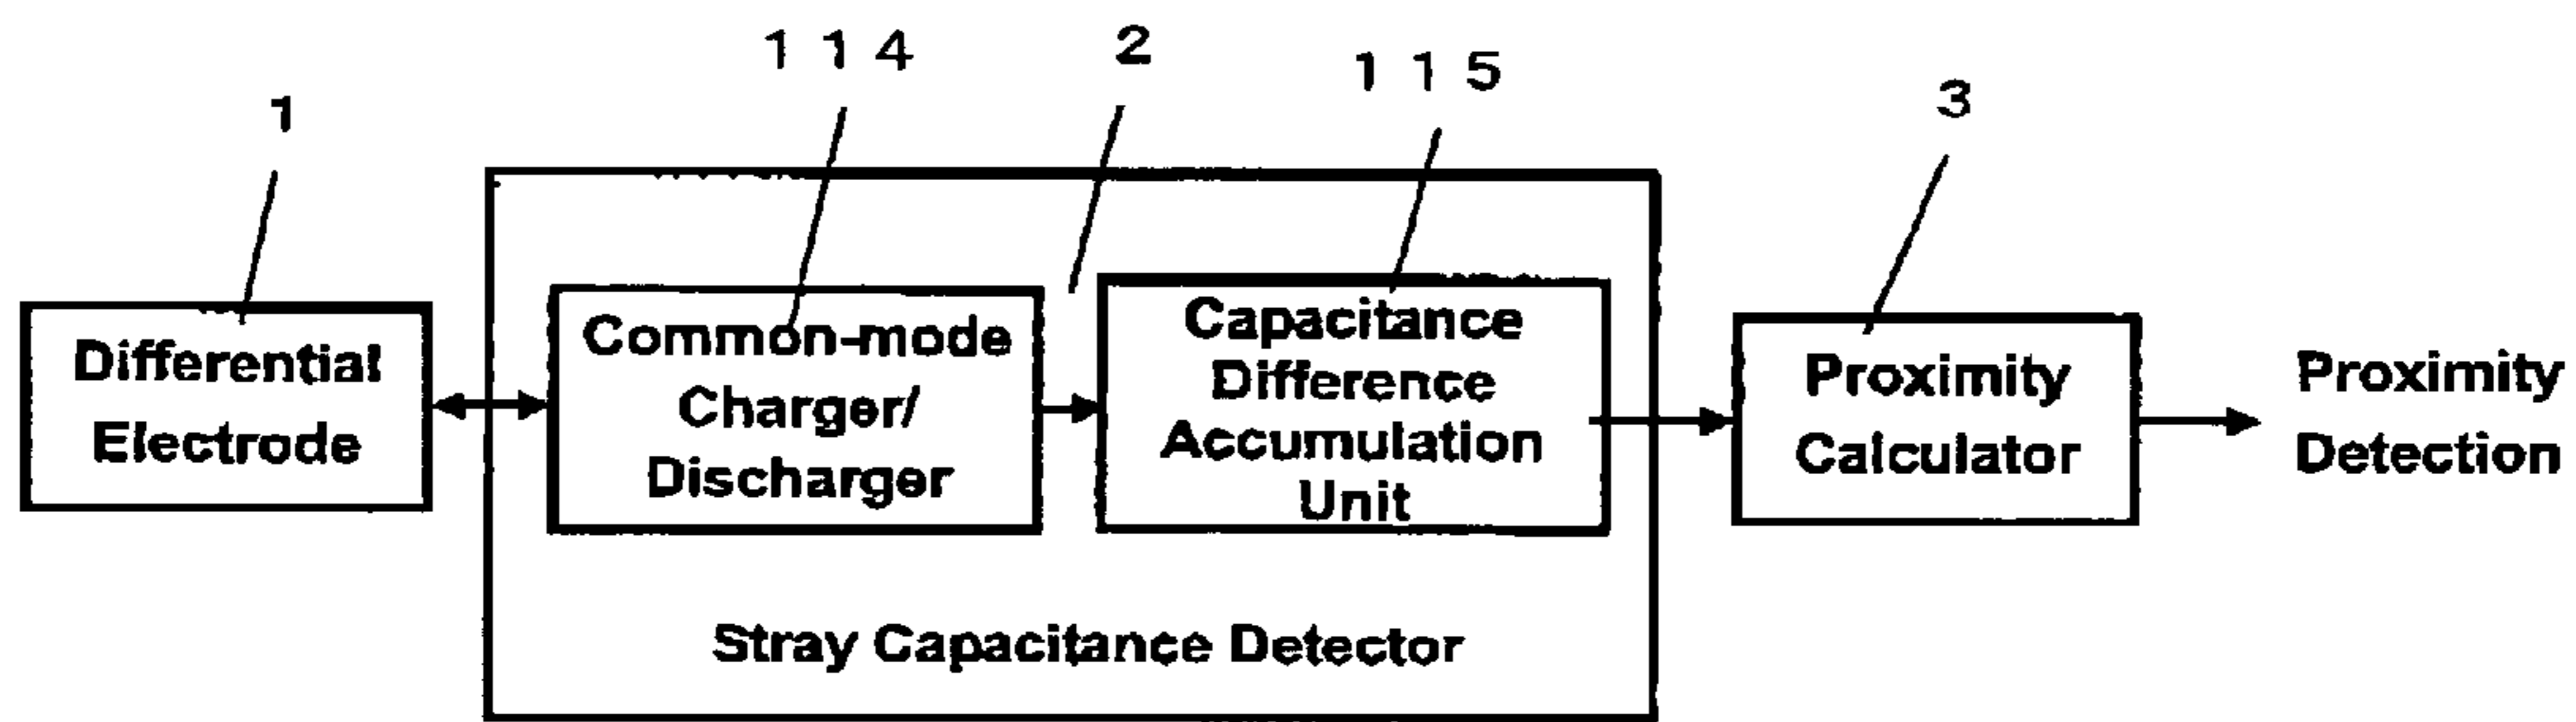 1
1 1 4
2
1 1 5
3
Differential
Electrode
Common-mode
Charger/
Discharger
Capacitance
Difference
Accumulation
Unit
Stray Capacitance Detector
Proximity
Calculator
Proximity
Detection